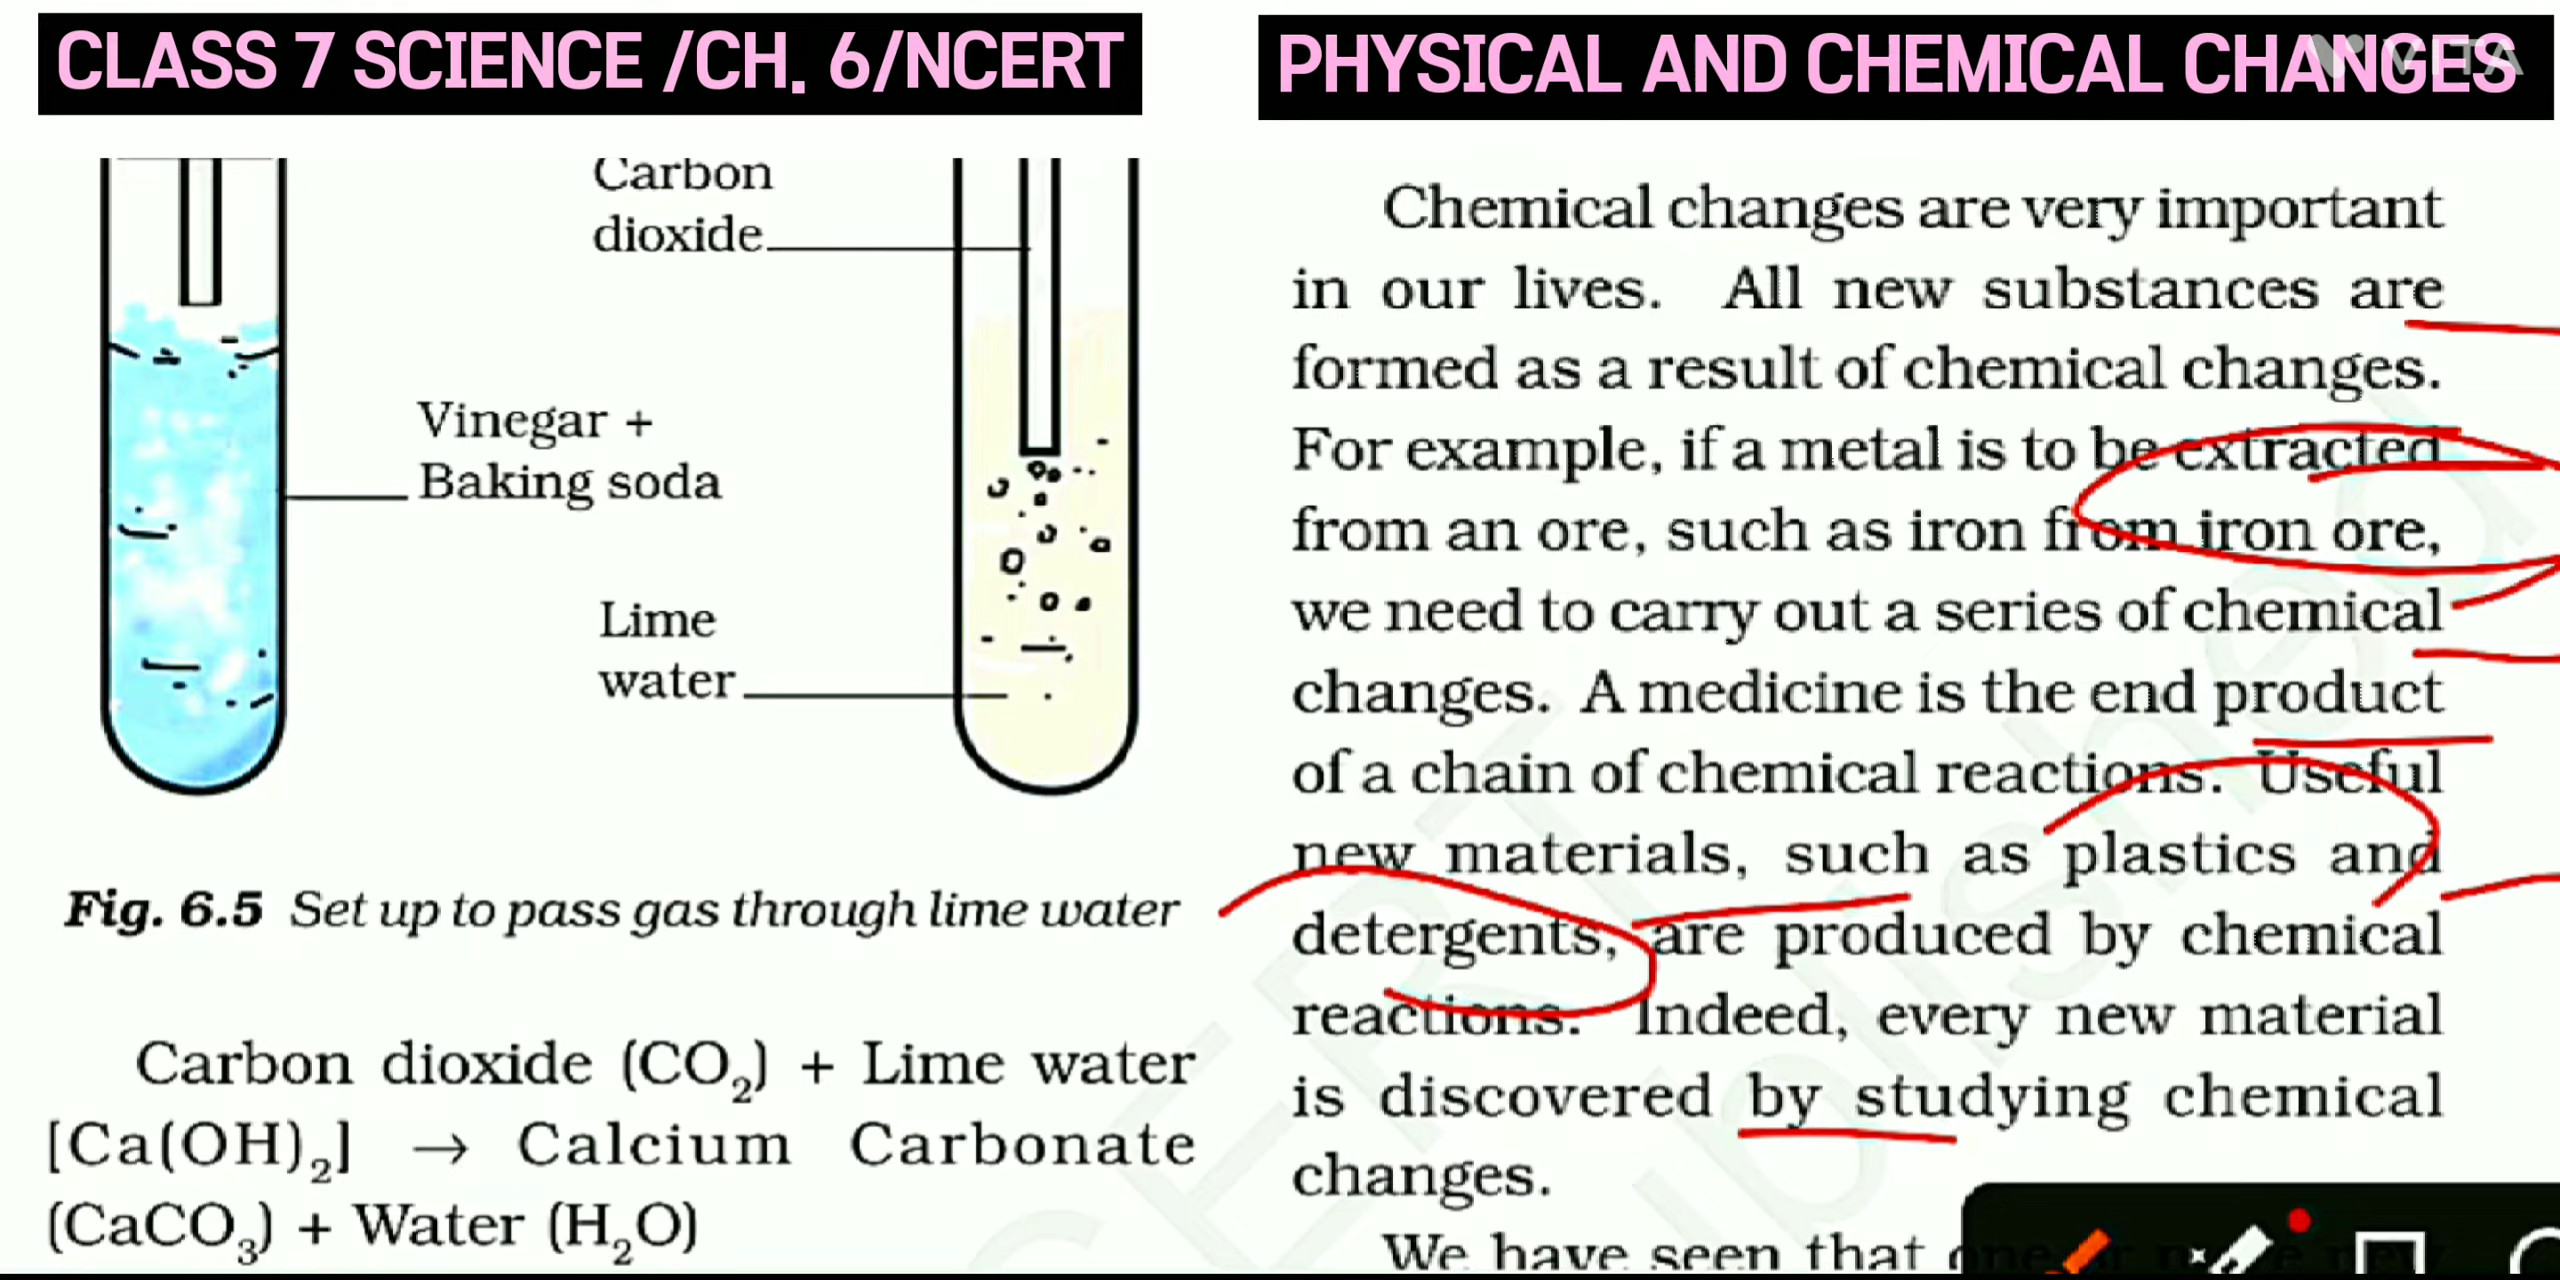 CLASS 7 SCIENCE /CH. 6/NCERT
PHYSICAL AND CHEMICAL CHANGES
VITA
Carbon
dioxide
Vinegar +
Baking soda
Lime
water
Fig. 6.5 Set up to pass gas through lime water
Carbon dioxide (CO₂) + Lime water
[Ca(OH)₂] → Calcium Carbonate
(CaCO₃) + Water (H₂O)
Chemical changes are very important
in our lives. All new substances are
formed as a result of chemical changes.
For example, if a metal is to be extracted
from an ore, such as iron from iron ore,
we need to carry out a series of chemical
changes. A medicine is the end product
of a chain of chemical reactions. Useful
new materials, such as plastics and
detergents, are produced by chemical
reactions. Indeed, every new material
is discovered by studying chemical
changes.
We have seen that one